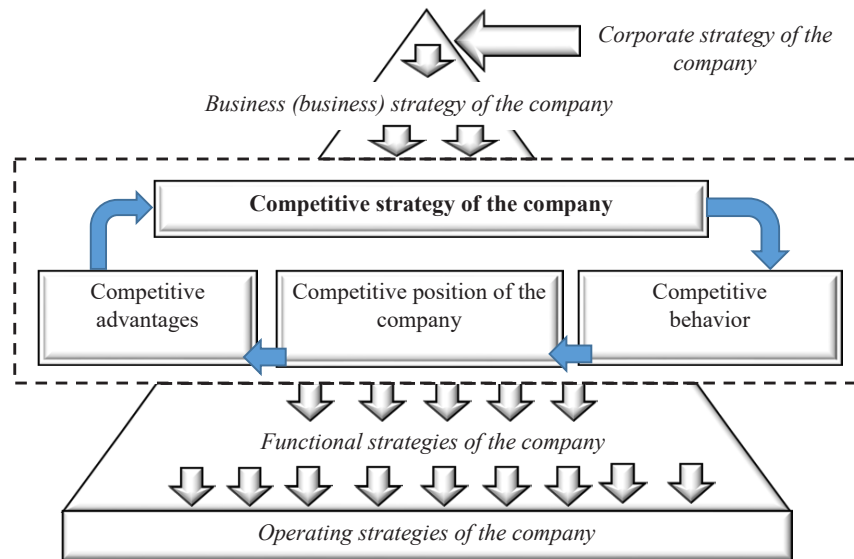 Corporate strategy of the
company
Business (business) strategy of the company
Competitive strategy of the company
Competitive
advantages
Competitive position of the
company
Competitive
behavior
Functional strategies of the company
Operating strategies of the company